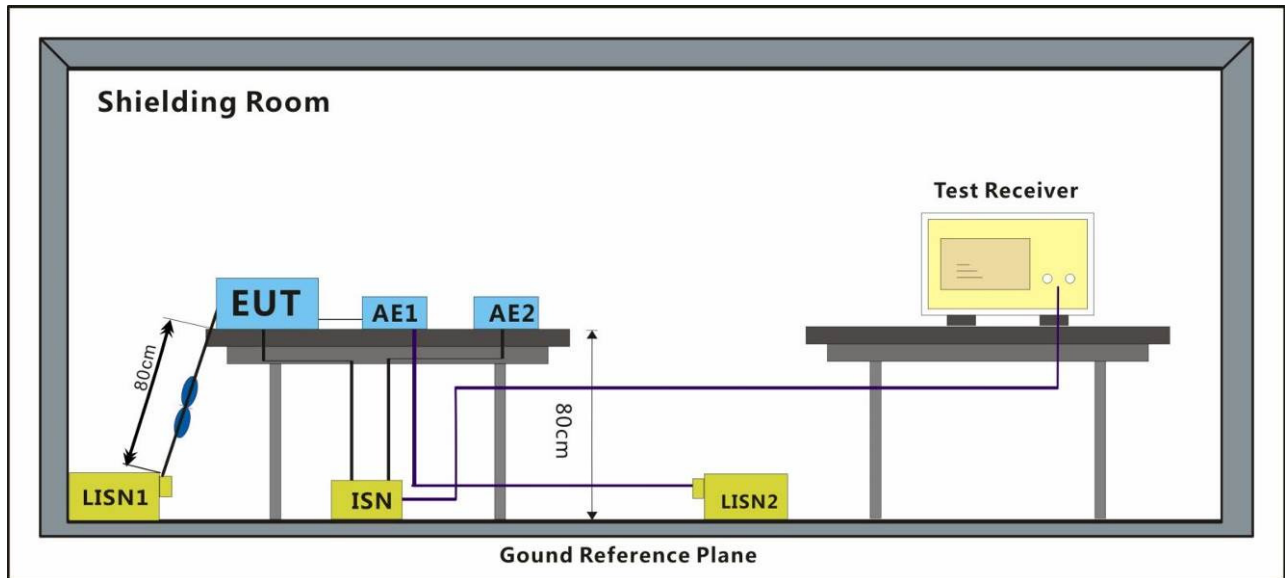 Shielding Room
Test Receiver
EUT
AE1
AE2
80cm
80cm
LISN1
ISN
LISN2
Gound Reference Plane